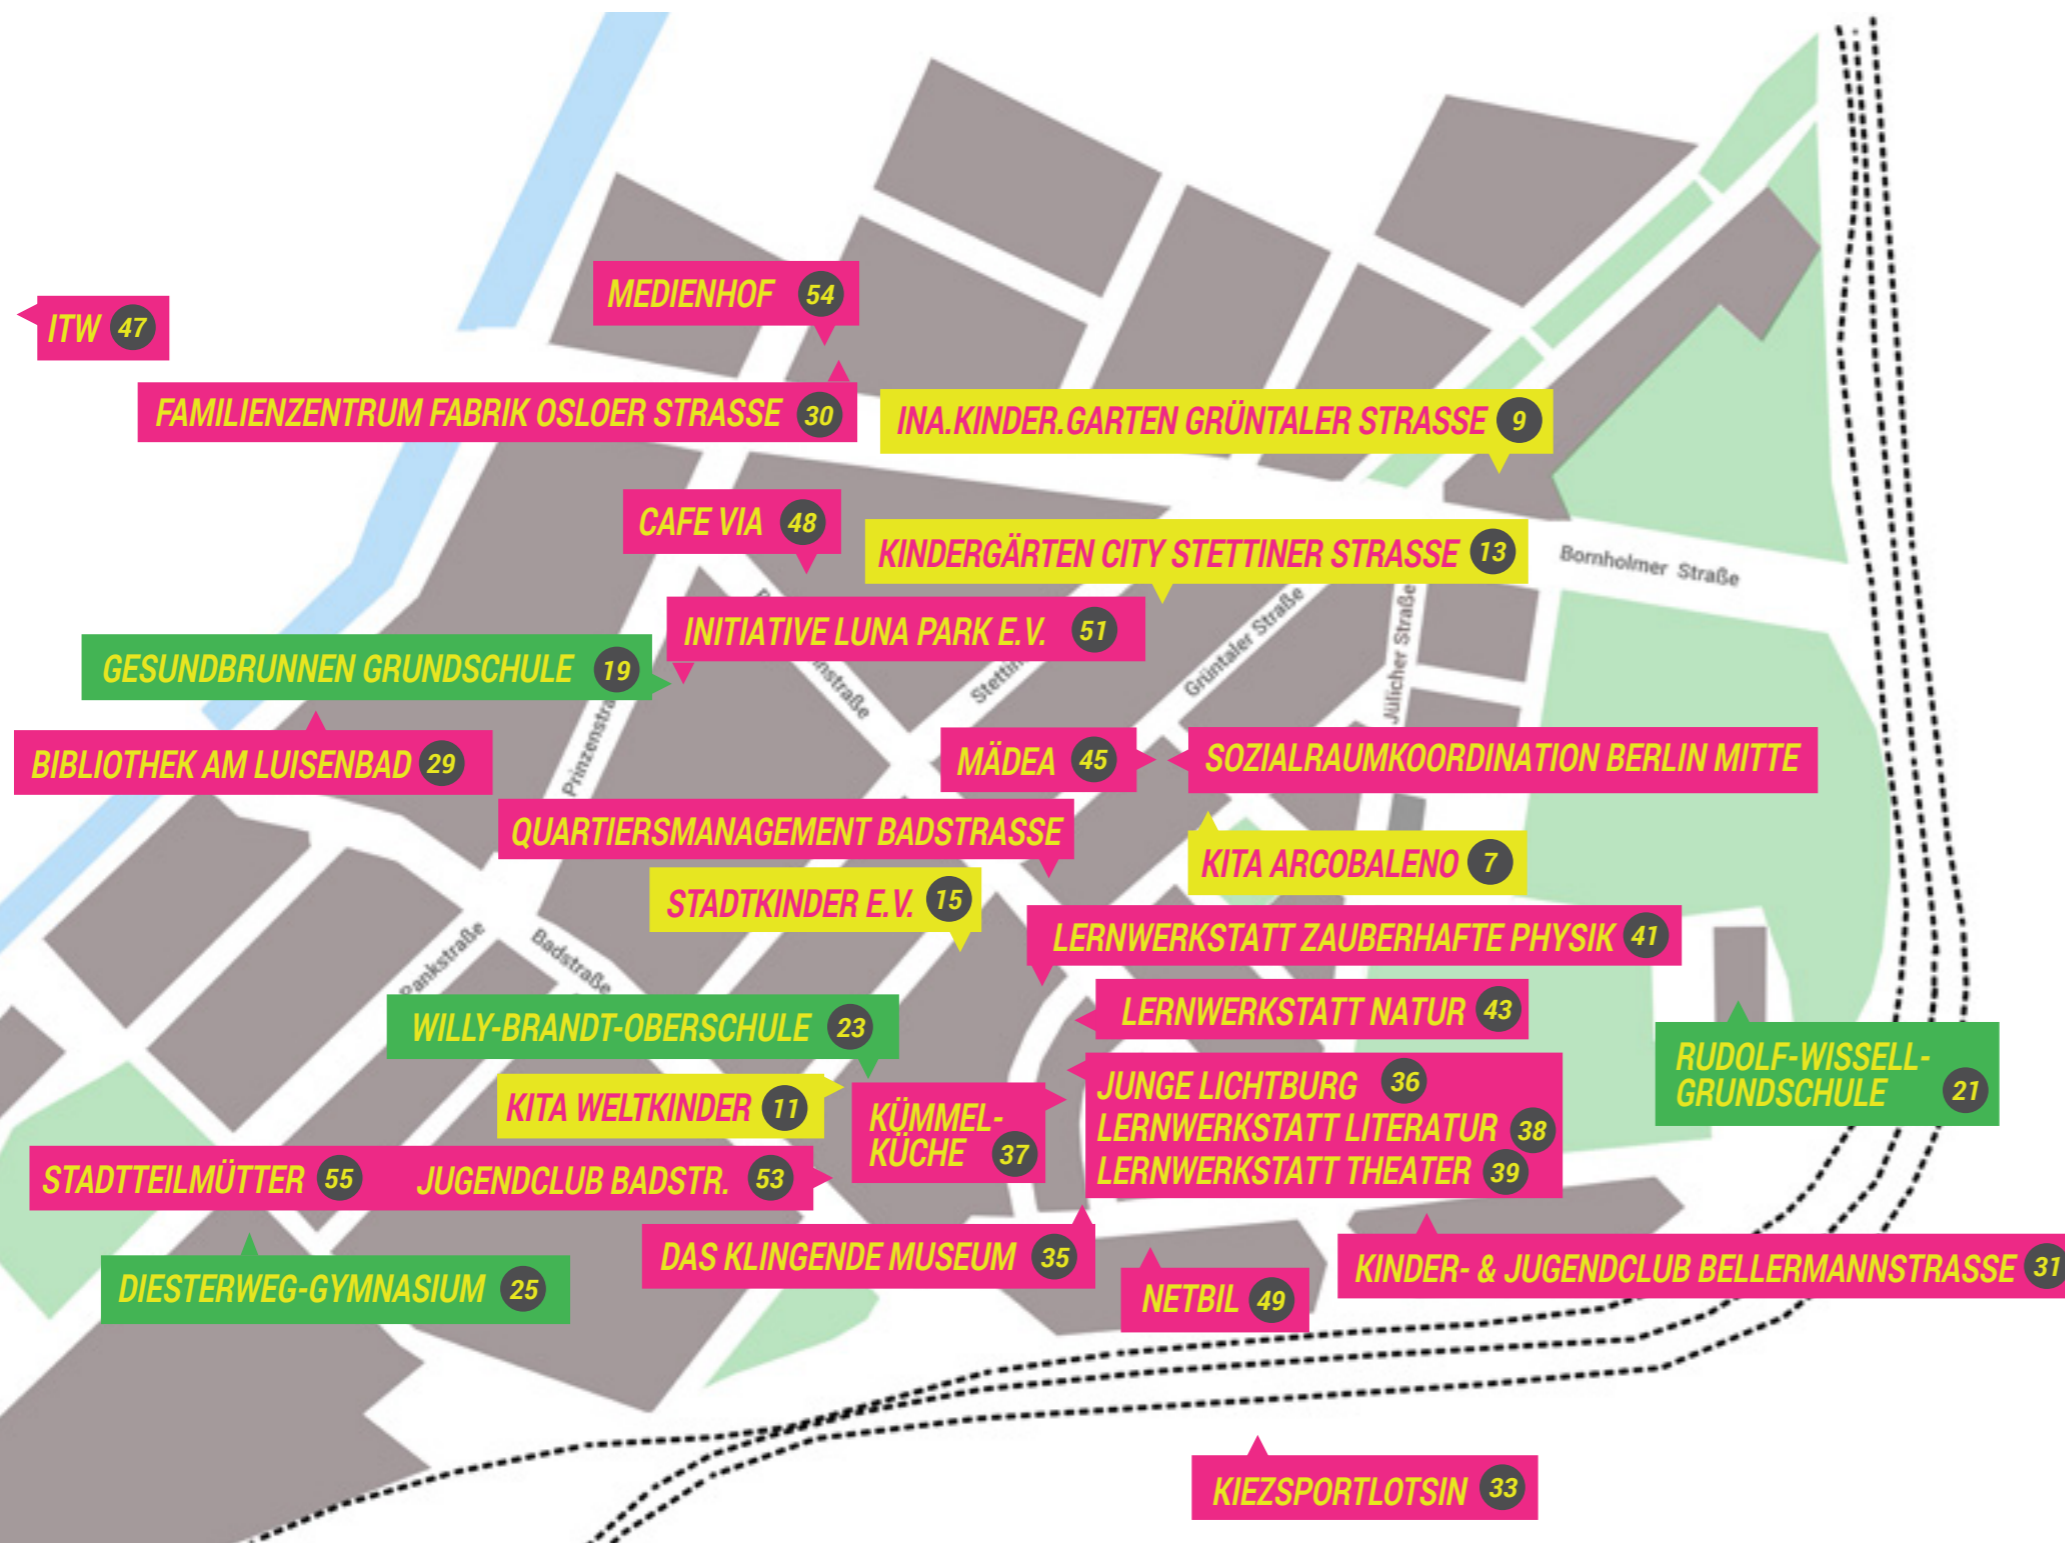 MEDIENHOF 54
ITW 47
FAMILIENZENTRUM FABRIK OSLOER STRASSE 30
INA.KINDER.GARTEN GRÜNTALER STRASSE 9
CAFE VIA 48
KINDERGÄRTEN CITY STETTINER STRASSE 13
Bornholmer Straße
INITIATIVE LUNA PARK E.V. 51
Grüntaler Straße
Jülicher Straße
GESUNDBRUNNEN GRUNDSCHULE 19
BIBLIOTHEK AM LUISENBAD 29
MÄDEA 45
SOZIALRAUMKOORDINATION BERLIN MITTE
QUARTIERSMANAGEMENT BADSTRASSE
KITA ARCOBALENO 7
STADTKINDER E.V. 15
LERNWERKSTATT ZAUBERHAFTE PHYSIK 41
Pankstraße
Badstraße
LERNWERKSTATT NATUR 43
WILLY-BRANDT-OBERSCHULE 23
RUDOLF-WISSELL-
GRUNDSCHULE 21
JUNGE LICHTBURG 36
LERNWERKSTATT LITERATUR 38
LERNWERKSTATT THEATER 39
KITA WELTKINDER 11
KÜMMEL-
KÜCHE 37
STADTTEILMÜTTER 55 JUGENDCLUB BADSTR. 53
DAS KLINGENDE MUSEUM 35
KINDER- & JUGENDCLUB BELLERMANNSTRASSE 31
DIESTERWEG-GYMNASIUM 25
NETBIL 49
KIEZSPORTLOTSIN 33